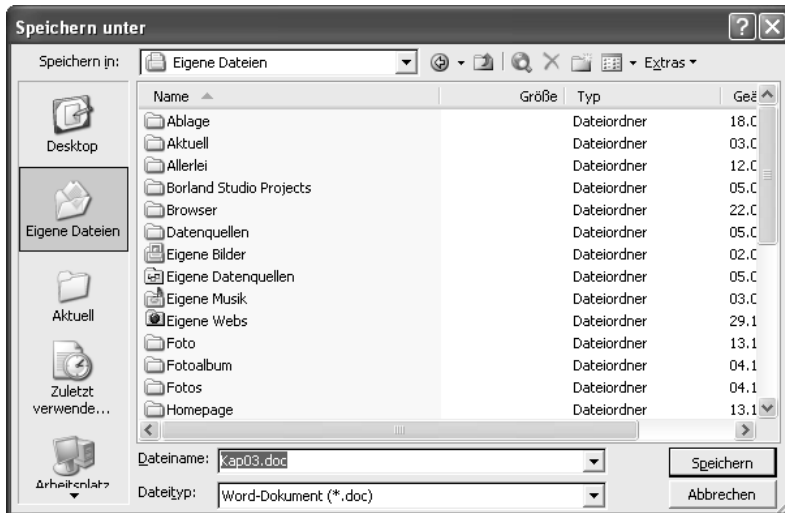 Speichern unter
Speichern in: Eigene Dateien Extras
Name Größe Typ Geä
Ablage Dateiordner 18.0
Aktuell Dateiordner 03.0
Allerlei Dateiordner 12.0
Borland Studio Projects Dateiordner 05.0
Browser Dateiordner 22.0
Datenquellen Dateiordner 05.0
Eigene Bilder Dateiordner 02.0
Eigene Datenquellen Dateiordner 05.0
Eigene Musik Dateiordner 03.0
Eigene Webs Dateiordner 29.1
Foto Dateiordner 13.1
Fotoalbum Dateiordner 04.1
Fotos Dateiordner 04.1
Homepage Dateiordner 13.1
Desktop
Eigene Dateien
Aktuell
Zuletzt
verwende...
Arbeitsplatz
Dateiname: Kap03.doc Speichern
Dateityp: Word-Dokument (*.doc) Abbrechen